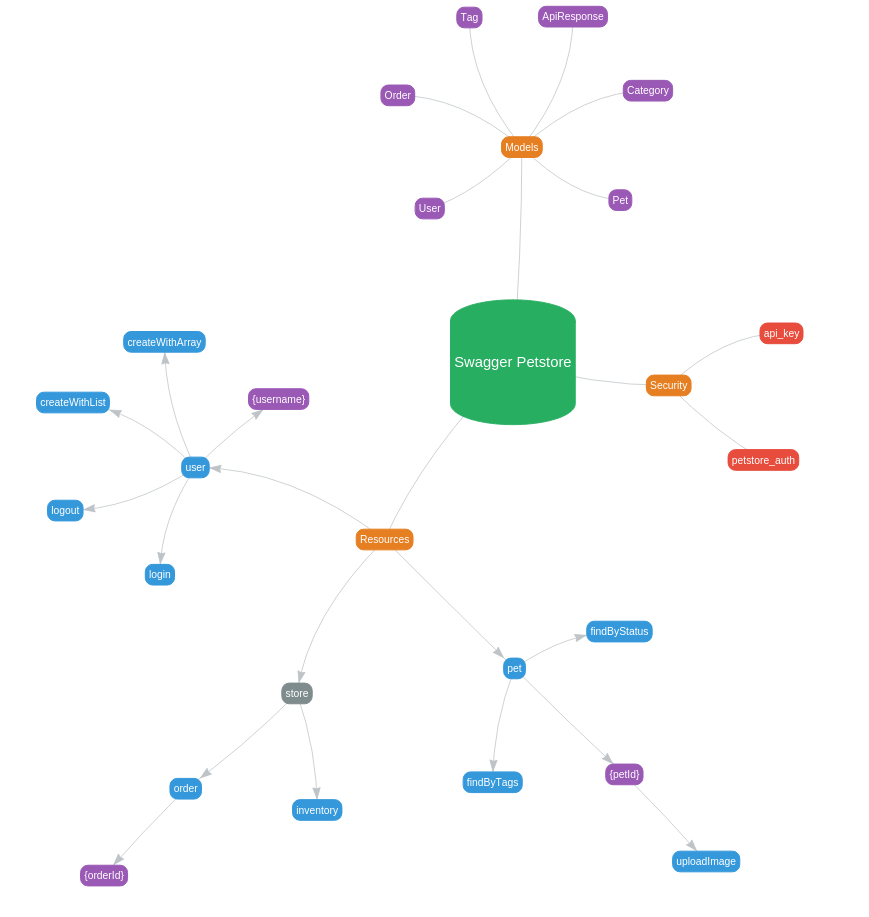 Tag
ApiResponse
Order
Category
Models
User
Pet
Swagger Petstore
api_key
Security
petstore_auth
createWithArray
createWithList
{username}
user
logout
login
Resources
findByStatus
pet
store
findByTags
{petId}
order
inventory
{orderId}
uploadImage